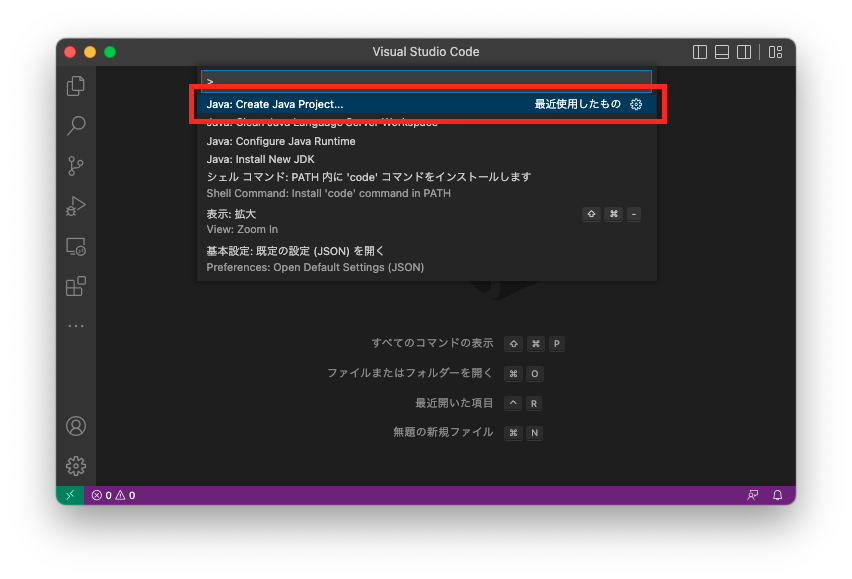 Visual Studio Code
>
Java: Create Java Project... 最近使用したもの
Java: Clean Java Language Server Workspace
Java: Configure Java Runtime
Java: Install New JDK
シェル コマンド: PATH 内に 'code' コマンドをインストールします
Shell Command: Install 'code' command in PATH
表示: 拡大 ⇧ ⌘ -
View: Zoom In
基本設定: 既定の設定 (JSON) を開く
Preferences: Open Default Settings (JSON)
すべてのコマンドの表示 ⇧ ⌘ P
ファイルまたはフォルダーを開く ⌘ O
最近開いた項目 ^ R
無題の新規ファイル ⌘ N
0 0